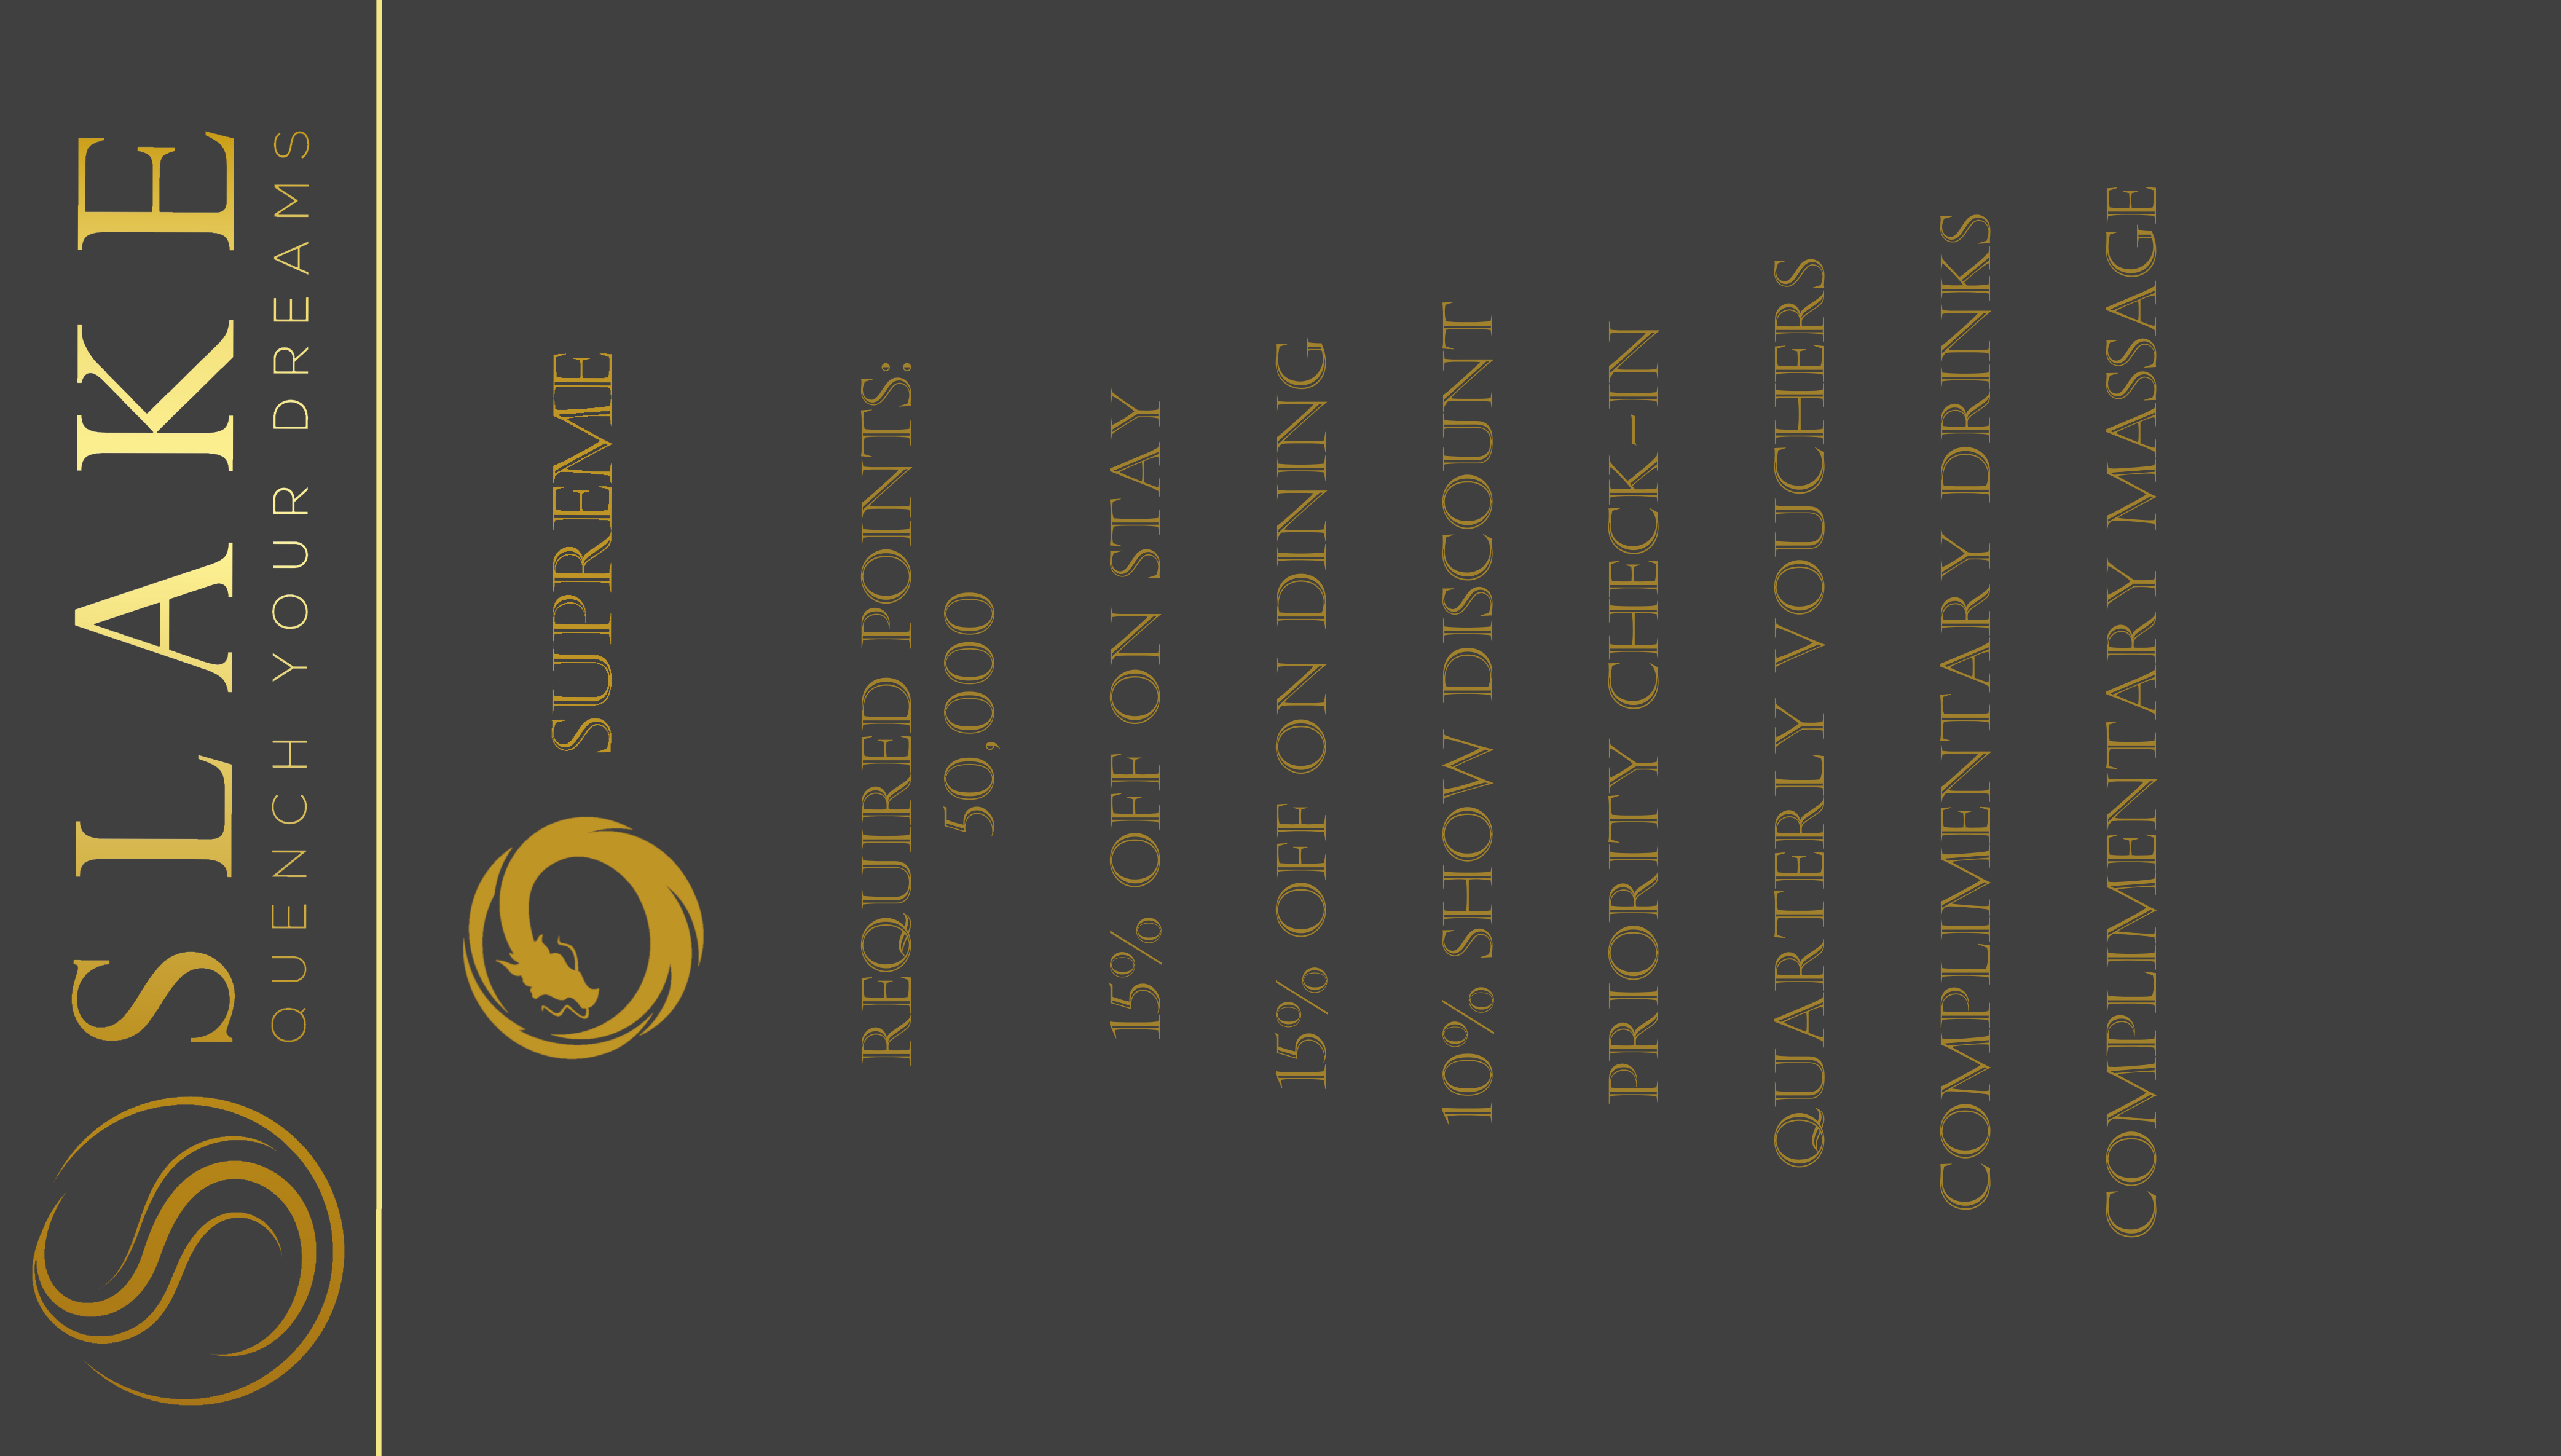 SLAKE
QUENCH YOUR DREAMS
SUPREME
REQUIRED POINTS:
50,000
15% OFF ON STAY
15% OFF ON DINING
10% SHOW DISCOUNT
PRIORITY CHECK-IN
QUARTERLY VOUCHERS
COMPLIMENTARY DRINKS
COMPLIMENTARY MASSAGE